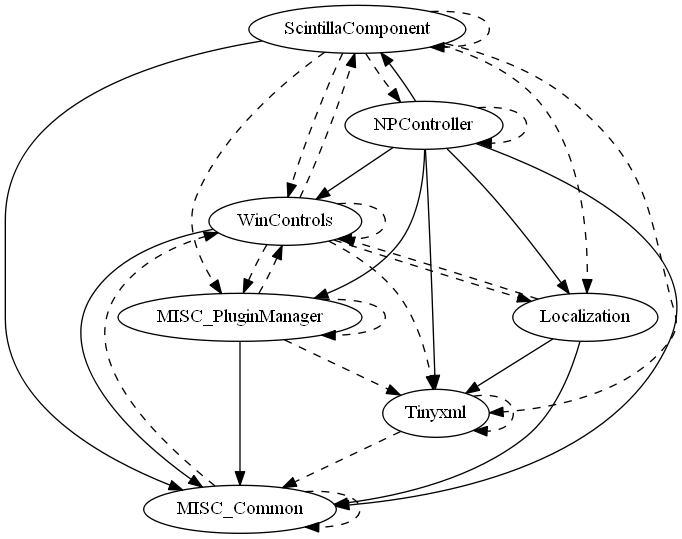 ScintillaComponent
NPController
WinControls
MISC_PluginManager
Localization
Tinyxml
MISC_Common